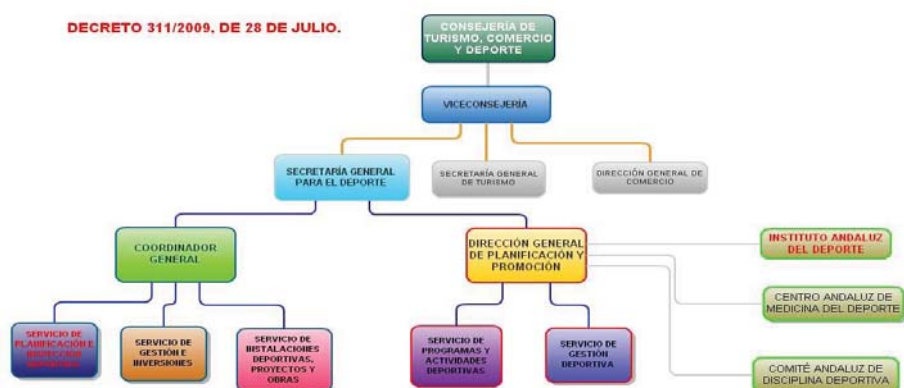 DECRETO 311/2009, DE 28 DE JULIO.
CONSEJERÍA DE
TURISMO, COMERCIO
Y DEPORTE
VICECONSEJERÍA
SECRETARÍA GENERAL
PARA EL DEPORTE
SECRETARÍA GENERAL
DE TURISMO
DIRECCIÓN GENERAL DE
COMERCIO
COORDINADOR
GENERAL
DIRECCIÓN GENERAL
DE PLANIFICACIÓN Y
PROMOCIÓN
INSTITUTO ANDALUZ
DEL DEPORTE
CENTRO ANDALUZ DE
MEDICINA DEL DEPORTE
COMITÉ ANDALUZ DE
DISCIPLINA DEPORTIVA
SERVICIO DE
PLANIFICACIÓN E
INSPECCIÓN
DEPORTIVA
SERVICIO DE
GESTIÓN E
INVERSIONES
SERVICIO DE
INSTALACIONES
DEPORTIVAS,
PROYECTOS Y
OBRAS
SERVICIO DE
PROGRAMAS Y
ACTIVIDADES
DEPORTIVAS
SERVICIO DE
GESTIÓN
DEPORTIVA